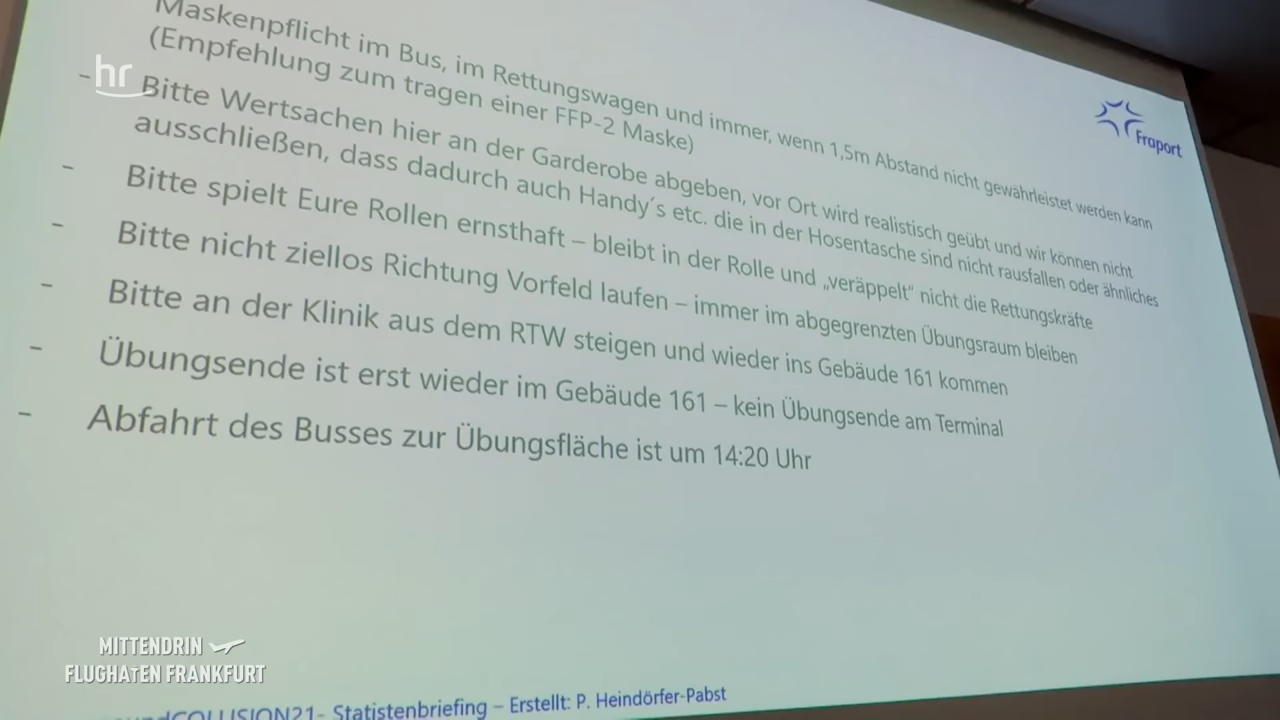 Maskenpflicht im Bus, im Rettungswagen und immer, wenn 1,5m Abstand nicht gewährleistet werden kann
(Empfehlung zum tragen einer FFP-2 Maske)
- Bitte Wertsachen hier an der Garderobe abgeben, vor Ort wird realistisch geübt und wir können nicht
ausschließen, dass dadurch auch Handy´s etc. die in der Hosentasche sind nicht rausfallen oder ähnliches
- Bitte spielt Eure Rollen ernsthaft – bleibt in der Rolle und „veräppelt" nicht die Rettungskräfte
- Bitte nicht ziellos Richtung Vorfeld laufen – immer im abgegrenzten Übungsraum bleiben
- Bitte an der Klinik aus dem RTW steigen und wieder ins Gebäude 161 kommen
- Übungsende ist erst wieder im Gebäude 161 – kein Übungsende am Terminal
- Abfahrt des Busses zur Übungsfläche ist um 14:20 Uhr
hr
Fraport
MITTENDRIN
FLUGHAFEN FRANKFURT
COLLISION21- Statistenbriefing – Erstellt: P. Heindörfer-Pabst